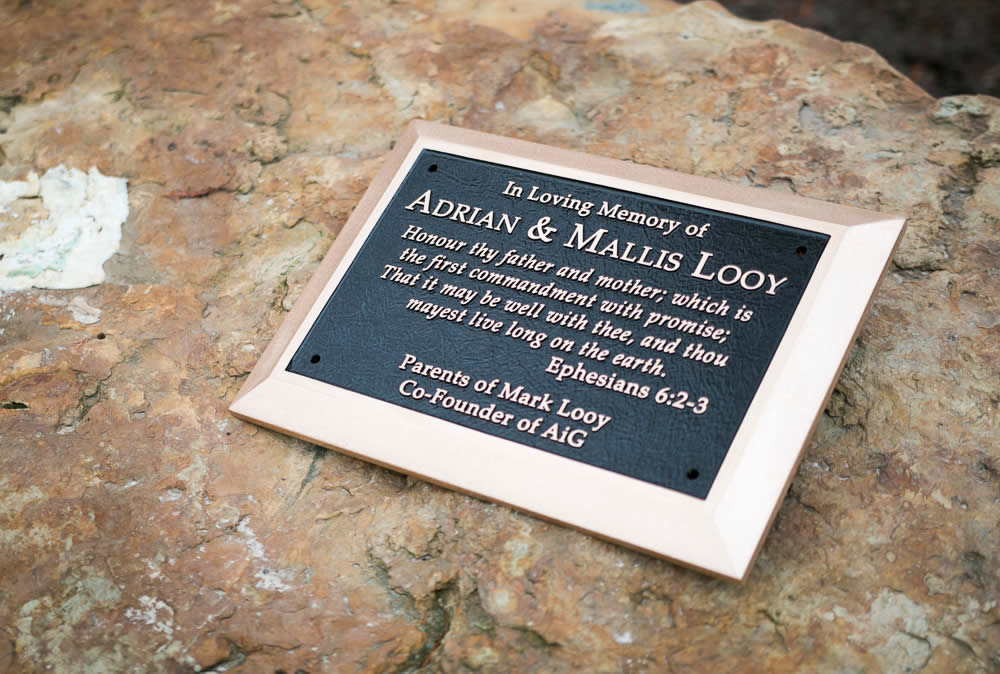 In Loving Memory of
Adrian & Mallis Looy
Honour thy father and mother; which is
the first commandment with promise;
That it may be well with thee, and thou
mayest live long on the earth.
Ephesians 6:2-3
Parents of Mark Looy
Co-Founder of AiG